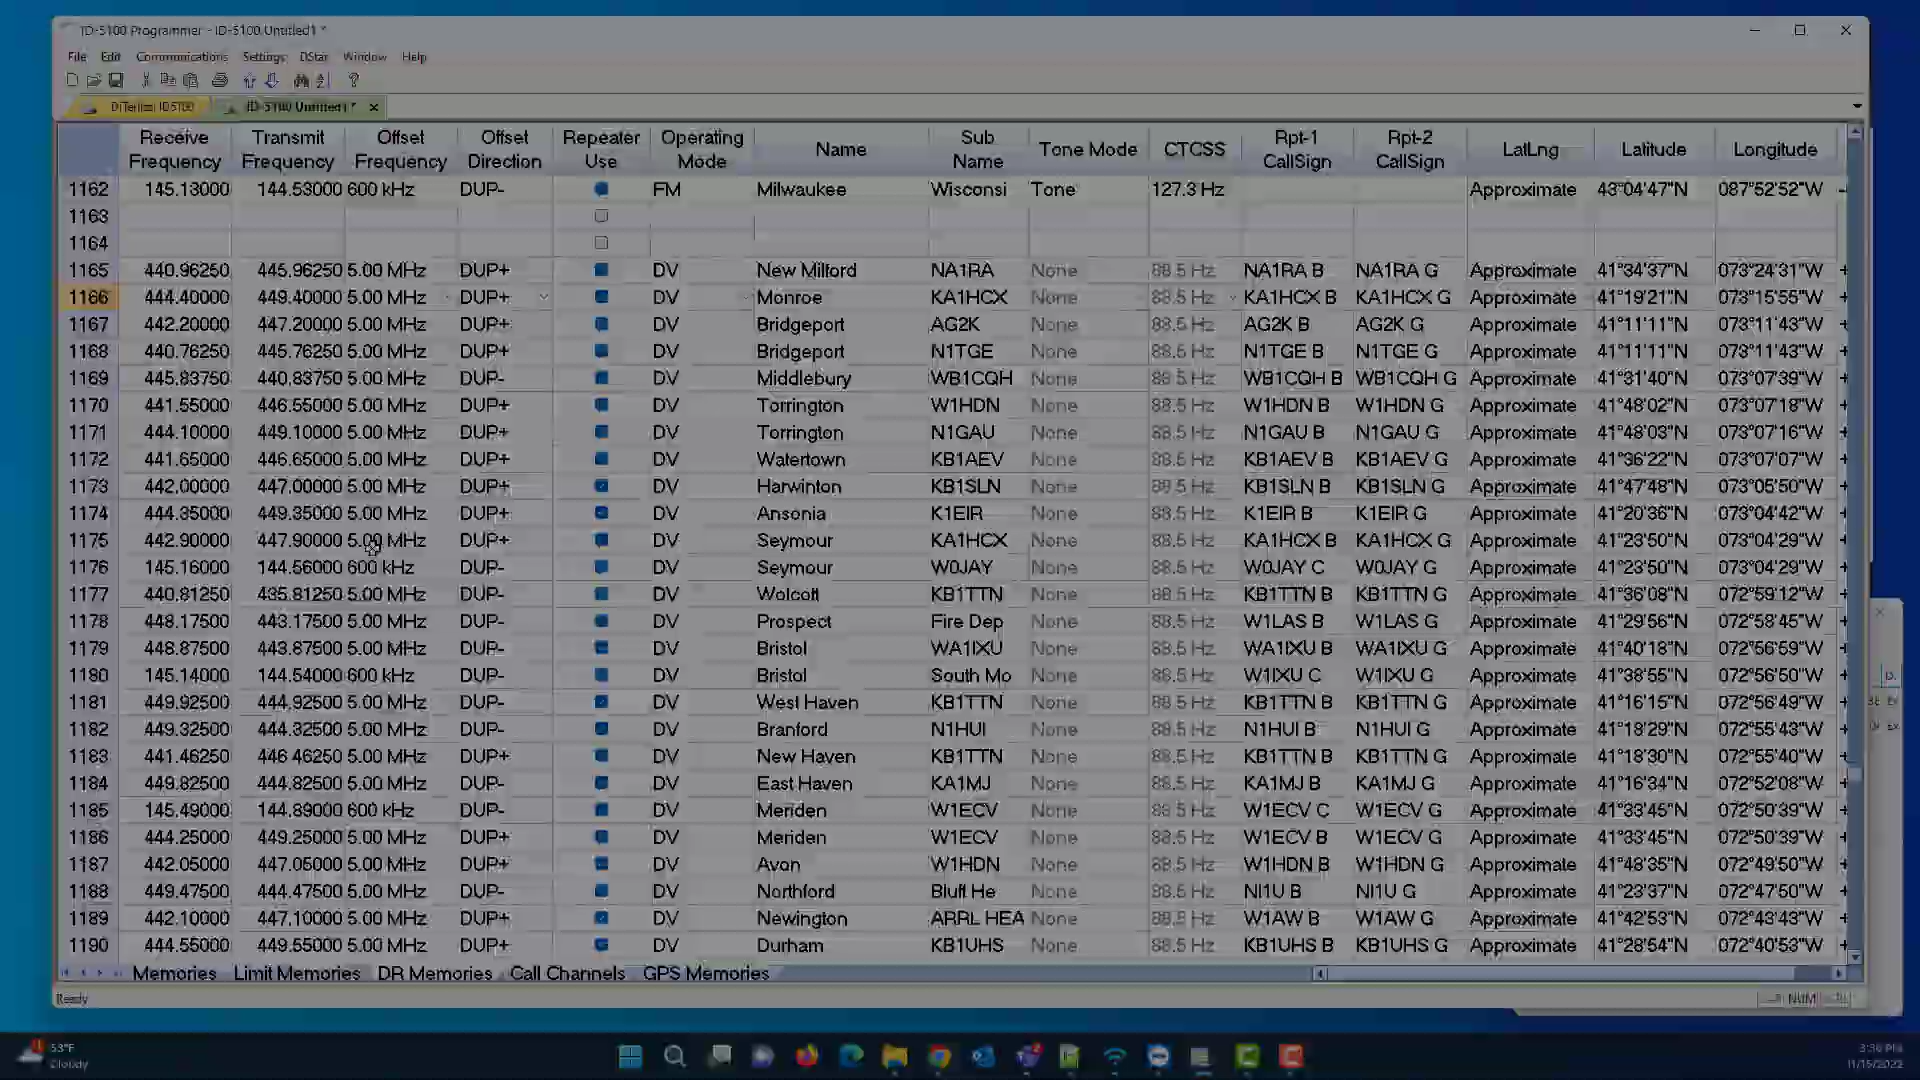 ID-5100 Programmer - ID-5100 Untitled1 *
File Edit Communications Settings DStar Window Help
ID-5100 Untitled1 *
Receive Frequency Transmit Frequency Offset Frequency Offset Direction Repeater Use Operating Mode Name Sub Name Tone Mode CTCSS Rpt-1 CallSign Rpt-2 CallSign LatLng Latitude Longitude
1162 145.13000 144.53000 600 kHz DUP- FM Milwaukee Wisconsi Tone 127.3 Hz Approximate 43°04'47"N 087°52'52"W -
1163
1164
1165 440.96250 445.96250 5.00 MHz DUP+ DV New Milford NA1RA None 88.5 Hz NA1RA B NA1RA G Approximate 41°34'37"N 073°24'31"W +
1166 444.40000 449.40000 5.00 MHz DUP+ DV Monroe KA1HCX None 88.5 Hz KA1HCX B KA1HCX G Approximate 41°19'21"N 073°15'55"W +
1167 442.20000 447.20000 5.00 MHz DUP+ DV Bridgeport AG2K None 88.5 Hz AG2K B AG2K G Approximate 41°11'11"N 073°11'43"W +
1168 440.76250 445.76250 5.00 MHz DUP+ DV Bridgeport N1TGE None 88.5 Hz N1TGE B N1TGE G Approximate 41°11'11"N 073°11'43"W +
1169 445.83750 440.83750 5.00 MHz DUP- DV Middlebury WB1CQH None 88.5 Hz WB1CQH B WB1CQH G Approximate 41°31'40"N 073°07'39"W +
1170 441.55000 446.55000 5.00 MHz DUP+ DV Torrington W1HDN None 88.5 Hz W1HDN B W1HDN G Approximate 41°48'02"N 073°07'18"W +
1171 444.10000 449.10000 5.00 MHz DUP+ DV Torrington N1GAU None 88.5 Hz N1GAU B N1GAU G Approximate 41°48'03"N 073°07'16"W +
1172 441.65000 446.65000 5.00 MHz DUP+ DV Watertown KB1AEV None 88.5 Hz KB1AEV B KB1AEV G Approximate 41°36'22"N 073°07'07"W +
1173 442.00000 447.00000 5.00 MHz DUP+ DV Harwinton KB1SLN None 88.5 Hz KB1SLN B KB1SLN G Approximate 41°47'48"N 073°05'50"W +
1174 444.35000 449.35000 5.00 MHz DUP+ DV Ansonia K1EIR None 88.5 Hz K1EIR B K1EIR G Approximate 41°20'36"N 073°04'42"W +
1175 442.90000 447.90000 5.00 MHz DUP+ DV Seymour KA1HCX None 88.5 Hz KA1HCX B KA1HCX G Approximate 41°23'50"N 073°04'29"W +
1176 145.16000 144.56000 600 kHz DUP- DV Seymour W0JAY None 88.5 Hz W0JAY C W0JAY G Approximate 41°23'50"N 073°04'29"W +
1177 440.81250 435.81250 5.00 MHz DUP- DV Wolcott KB1TTN None 88.5 Hz KB1TTN B KB1TTN G Approximate 41°36'08"N 072°59'12"W +
1178 448.17500 443.17500 5.00 MHz DUP- DV Prospect Fire Dep None 88.5 Hz W1LAS B W1LAS G Approximate 41°29'56"N 072°58'45"W +
1179 448.87500 443.87500 5.00 MHz DUP- DV Bristol WA1IXU None 88.5 Hz WA1IXU B WA1IXU G Approximate 41°40'18"N 072°56'59"W +
1180 145.14000 144.54000 600 kHz DUP- DV Bristol South Mo None 88.5 Hz W1IXU C W1IXU G Approximate 41°38'55"N 072°56'50"W +
1181 449.92500 444.92500 5.00 MHz DUP- DV West Haven KB1TTN None 88.5 Hz KB1TTN B KB1TTN G Approximate 41°16'15"N 072°56'49"W +
1182 449.32500 444.32500 5.00 MHz DUP- DV Branford N1HUI None 88.5 Hz N1HUI B N1HUI G Approximate 41°18'29"N 072°55'43"W +
1183 441.46250 446.46250 5.00 MHz DUP+ DV New Haven KB1TTN None 88.5 Hz KB1TTN B KB1TTN G Approximate 41°18'30"N 072°55'40"W +
1184 449.82500 444.82500 5.00 MHz DUP- DV East Haven KA1MJ None 88.5 Hz KA1MJ B KA1MJ G Approximate 41°16'34"N 072°52'08"W +
1185 145.49000 144.89000 600 kHz DUP- DV Meriden W1ECV None 88.5 Hz W1ECV C W1ECV G Approximate 41°33'45"N 072°50'39"W +
1186 444.25000 449.25000 5.00 MHz DUP+ DV Meriden W1ECV None 88.5 Hz W1ECV B W1ECV G Approximate 41°33'45"N 072°50'39"W +
1187 442.05000 447.05000 5.00 MHz DUP+ DV Avon W1HDN None 88.5 Hz W1HDN B W1HDN G Approximate 41°48'35"N 072°49'50"W +
1188 449.47500 444.47500 5.00 MHz DUP- DV Northford Bluff He None 88.5 Hz NI1U B NI1U G Approximate 41°23'37"N 072°47'50"W +
1189 442.10000 447.10000 5.00 MHz DUP+ DV Newington ARRL HEA None 88.5 Hz W1AW B W1AW G Approximate 41°42'53"N 072°43'43"W +
1190 444.55000 449.55000 5.00 MHz DUP+ DV Durham KB1UHS None 88.5 Hz KB1UHS B KB1UHS G Approximate 41°28'54"N 072°40'53"W +
Memories Limit Memories DR Memories Call Channels GPS Memories
Ready NUM
53°F
Cloudy
3:36 PM
11/15/2022